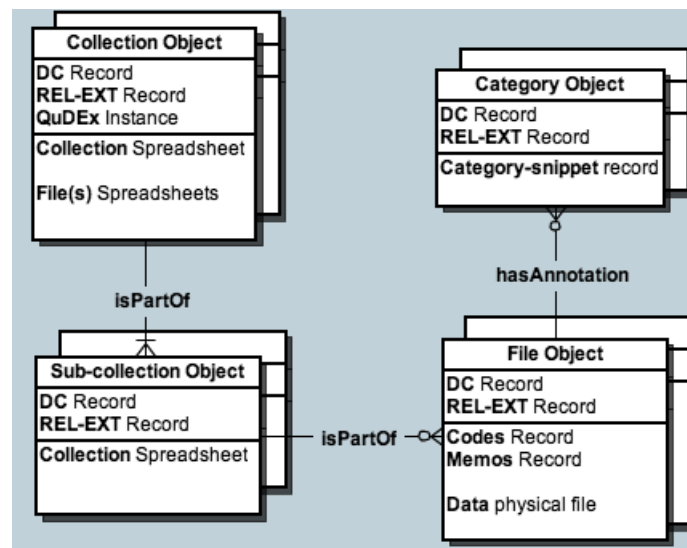 Collection Object
DC Record
REL-EXT Record
QuDEx Instance
Collection Spreadsheet
File(s) Spreadsheets
Category Object
DC Record
REL-EXT Record
Category-snippet record
isPartOf
hasAnnotation
Sub-collection Object
DC Record
REL-EXT Record
Collection Spreadsheet
isPartOf
File Object
DC Record
REL-EXT Record
Codes Record
Memos Record
Data physical file